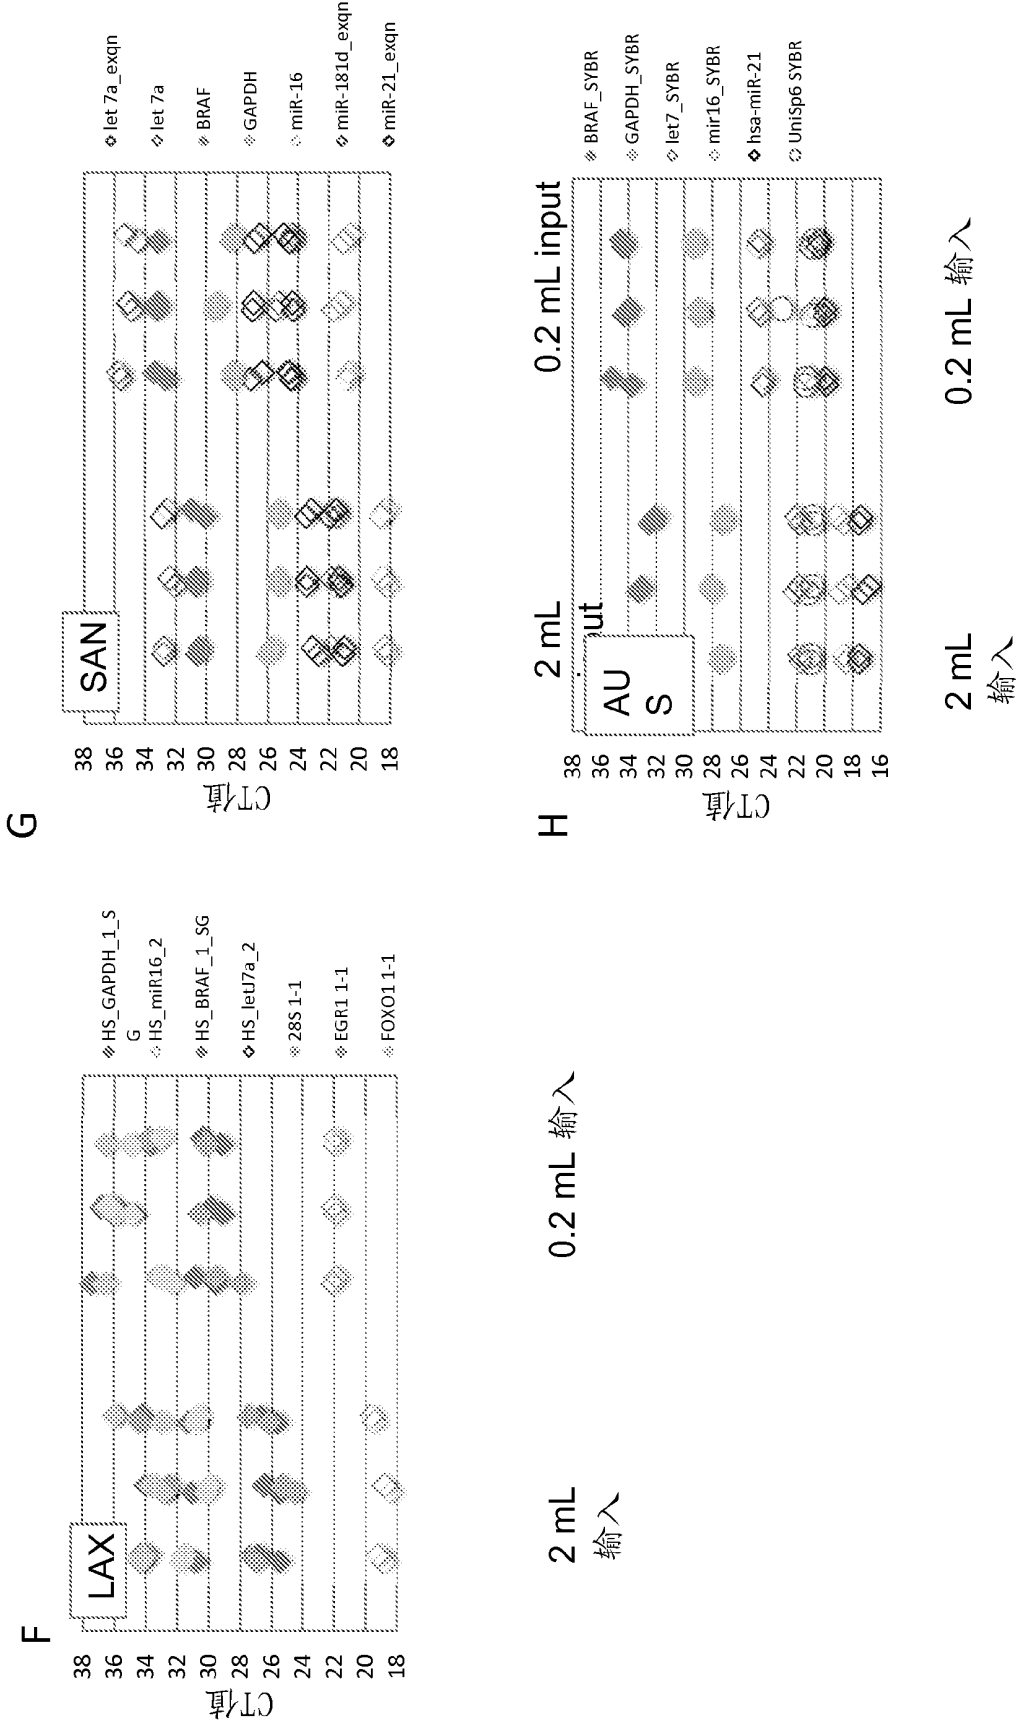 F
LAX
CT值
38
36
34
32
30
28
26
24
22
20
18
HS_GAPDH_1_S
G
HS_miR16_2
HS_BRAF_1_SG
HS_letJ7a_2
28S 1-1
EGR1 1-1
FOXO1 1-1
2 mL
输入
0.2 mL 输入
G
SAN
CT值
38
36
34
32
30
28
26
24
22
20
18
let 7a_exqn
let 7a
BRAF
GAPDH
miR-16
miR-181d_exqn
miR-21_exqn
H
2 mL
0.2 mL input
AU
S
CT值
38
36
34
32
30
28
26
24
22
20
18
16
BRAF_SYBR
GAPDH_SYBR
let7_SYBR
mir16_SYBR
hsa-miR-21
UniSp6 SYBR
2 mL
输入
0.2 mL 输入